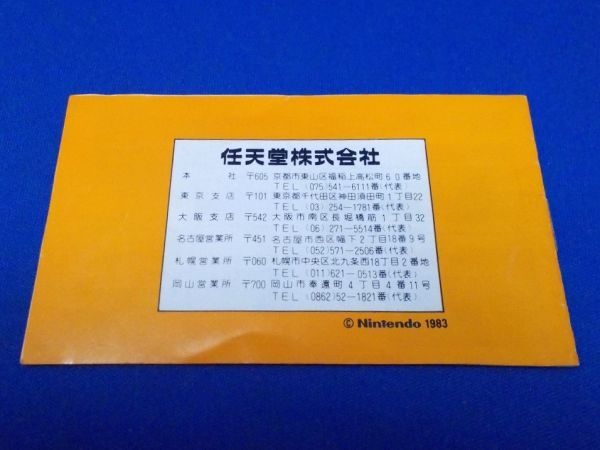 任天堂株式会社
本 社 〒605 京都市東山区福稲上高松町60番地
TEL (075)541-6111番(代表)
東京支店 〒101 東京都千代田区神田須田町1丁目22
TEL (03) 254-1781番(代表)
大阪支店 〒542 大阪市南区長堀橋筋1丁目32
TEL (06) 271-5514番(代表)
名古屋営業所 〒451 名古屋市西区幅下2丁目18番9号
TEL (052)571-2506番(代表)
札幌営業所 〒060 札幌市中央区北九条西18丁目2番地
TEL (011)621-0513番(代表)
岡山営業所 〒700 岡山市奉還町4丁目4番11号
TEL (0862)52-1821番(代表)
© Nintendo 1983